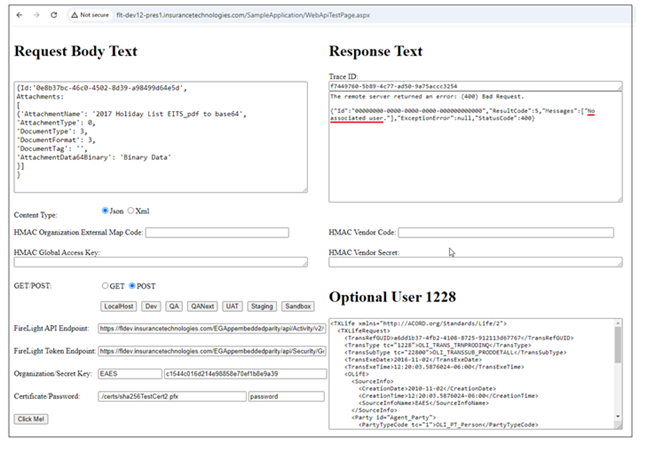 Not secure flt-dev12-pres1.insurancetechnologies.com/SampleApplication/WebApiTestPage.aspx
Request Body Text
{Id:'0e8b37bc-46c0-4502-8d39-a98499d64e5d',
Attachments:
[
{'AttachmentName': '2017 Holiday List EITS_pdf to base64',
'AttachmentType': 0,
'DocumentType': 3,
'DocumentFormat': 3,
'DocumentTag': '',
'AttachmentData64Binary': 'Binary Data'
}]
}
Response Text
Trace ID:
f7449760-5b89-4c77-ad50-9a75accc3254
The remote server returned an error: (400) Bad Request.
{"Id":"00000000-0000-0000-0000-000000000000","ResultCode":5,"Messages":["No
associated user."],"ExceptionError":null,"StatusCode":400}
Content Type: Json Xml
HMAC Organization External Map Code:
HMAC Vendor Code:
HMAC Global Access Key:
HMAC Vendor Secret:
GET/POST: GET POST
LocalHost Dev QA QANext UAT Staging Sandbox
FireLight API Endpoint: https://fldev.insurancetechnologies.com/EGAppembeddedparity/api/Activity/v2/
FireLight Token Endpoint: https://fldev.insurancetechnologies.com/EGAppembeddedparity/api/Security/G
Organization Secret Key: EAES c1544c016d214e98858e70ef1b8e9a39
Certificate Password: /certs/sha256TestCert2.pfx password
Click Me!
Optional User 1228
<TXLife xmlns="http://ACORD.org/Standards/Life/2">
<TXLifeRequest>
<TransRefGUID>a6dd1b37-4fb2-4108-8725-912113d67767</TransRefGUID>
<TransType tc="1228">OLI_TRANS_TRNPRODINQ</TransType>
<TransSubType tc="22800">OLI_TRANSSUB_PRODDETALL</TransSubType>
<TransExeDate>2016-11-02</TransExeDate>
<TransExeTime>12:20:03.5876024-06:00</TransExeTime>
<OLife>
<SourceInfo>
<CreationDate>2010-11-02</CreationDate>
<CreationTime>12:20:03.5876024-06:00</CreationTime>
<SourceInfoName>EAES</SourceInfoName>
</SourceInfo>
<Party id="Agent_Party">
<PartyTypeCode tc="1">OLI_PT_Person</PartyTypeCode>